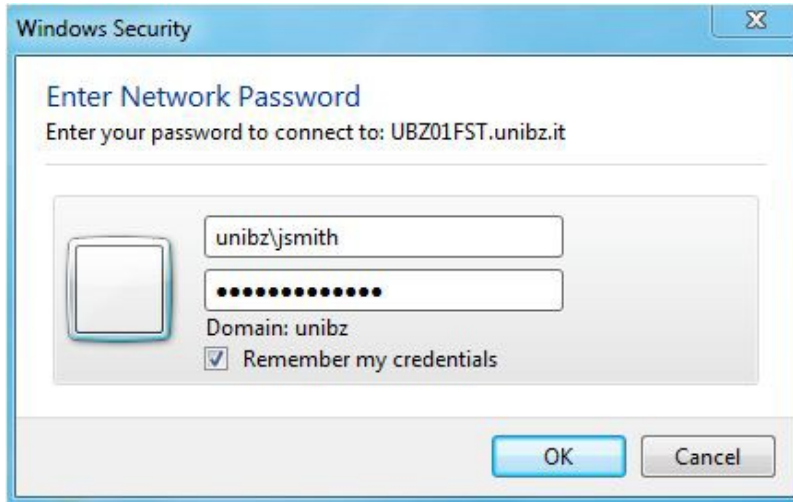 Windows Security
Enter Network Password
Enter your password to connect to: UBZ01FST.unibz.it
unibz\jsmith
•••••••••••••
Domain: unibz
Remember my credentials
OK
Cancel